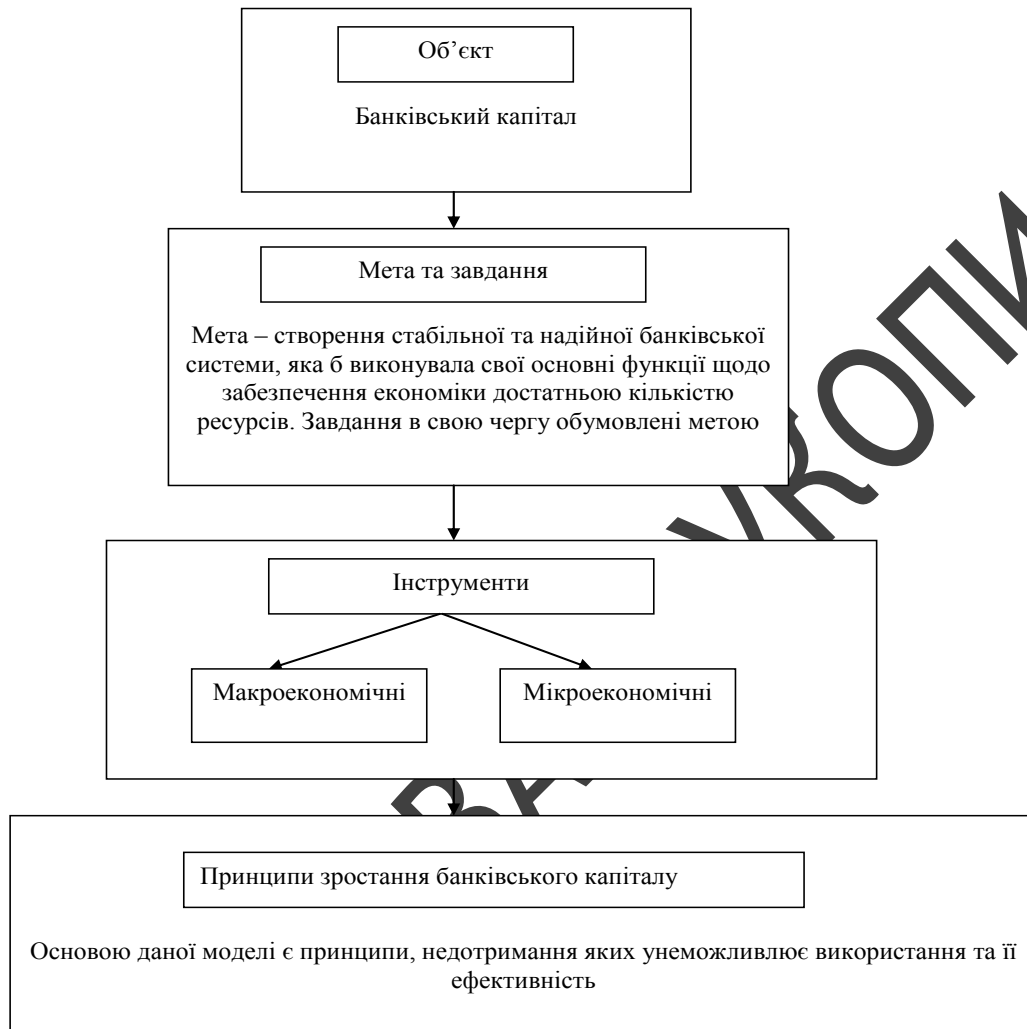 Об’єкт
Банківський капітал
Мета та завдання
Мета – створення стабільної та надійної банківської
системи, яка б виконувала свої основні функції щодо
забезпечення економіки достатньою кількістю
ресурсів. Завдання в свою чергу обумовлені метою
Інструменти
Макроекономічні
Мікроекономічні
Принципи зростання банківського капіталу
Основою даної моделі є принципи, недотримання яких унеможливлює використання та її
ефективність